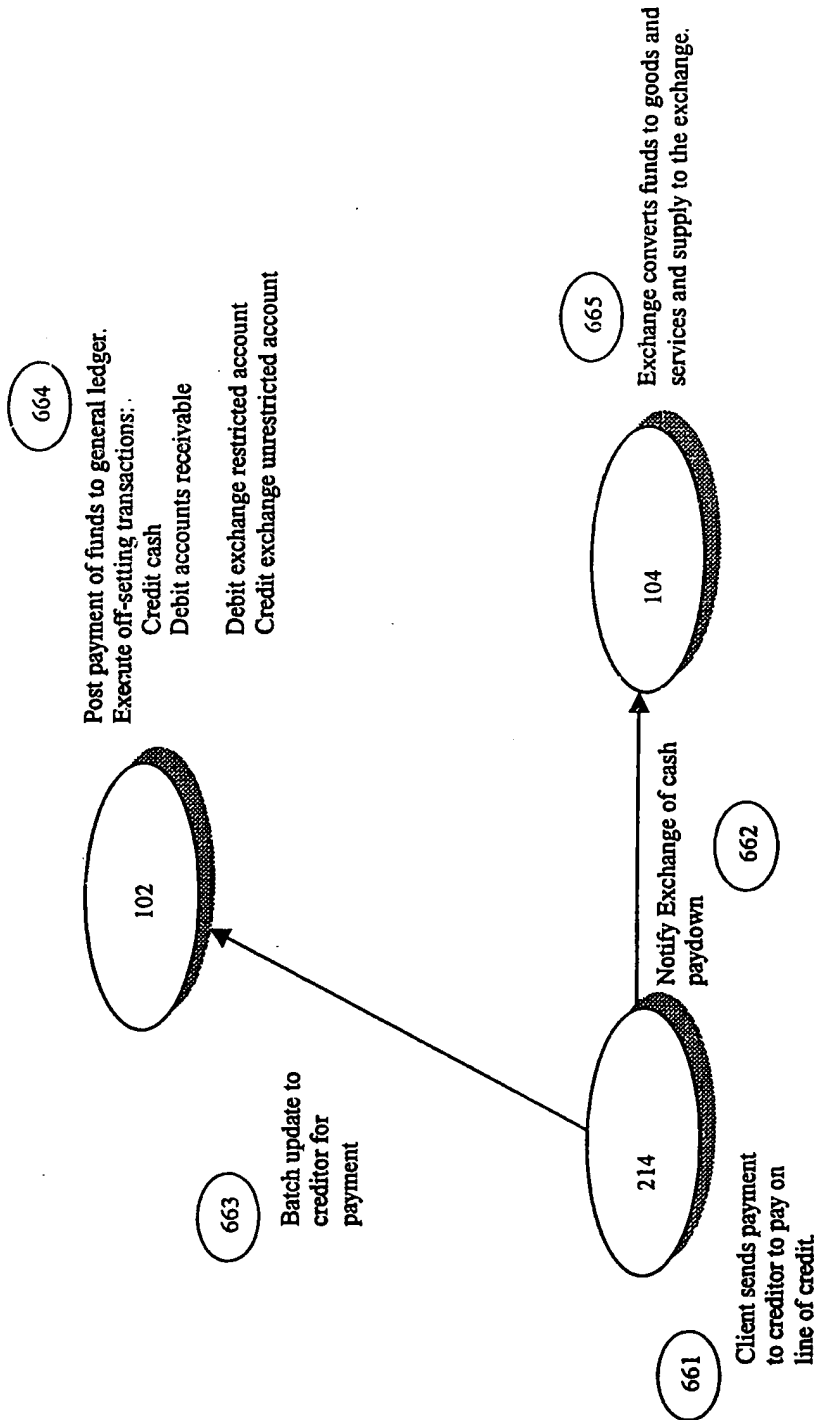 664
Post payment of funds to general ledger.
Execute off-setting transactions:
Credit cash
Debit accounts receivable
Debit exchange restricted account
Credit exchange unrestricted account
102
663
Batch update to
creditor for
payment
214
661
Client sends payment
to creditor to pay on
line of credit.
Notify Exchange of cash
paydown
662
104
665
Exchange converts funds to goods and
services and supply to the exchange.